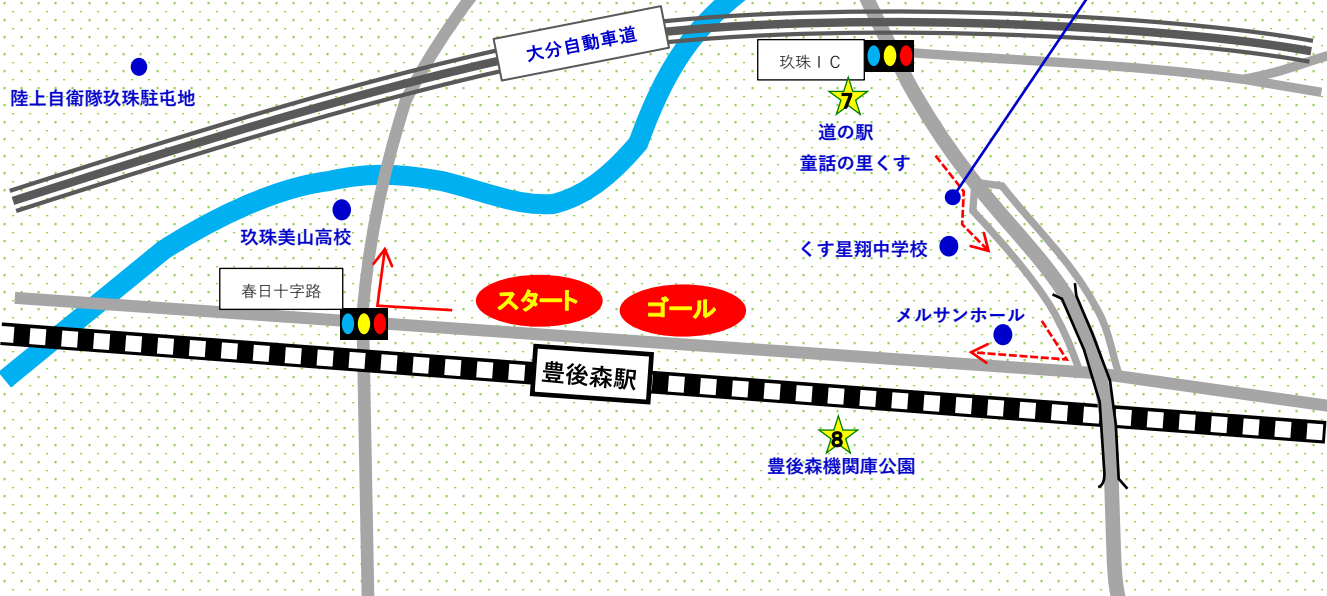 大分自動車道
玖珠ＩＣ
陸上自衛隊玖珠駐屯地
7
道の駅
童話の里くす
玖珠美山高校
くす星翔中学校
春日十字路
スタート
ゴール
メルサンホール
豊後森駅
8
豊後森機関庫公園